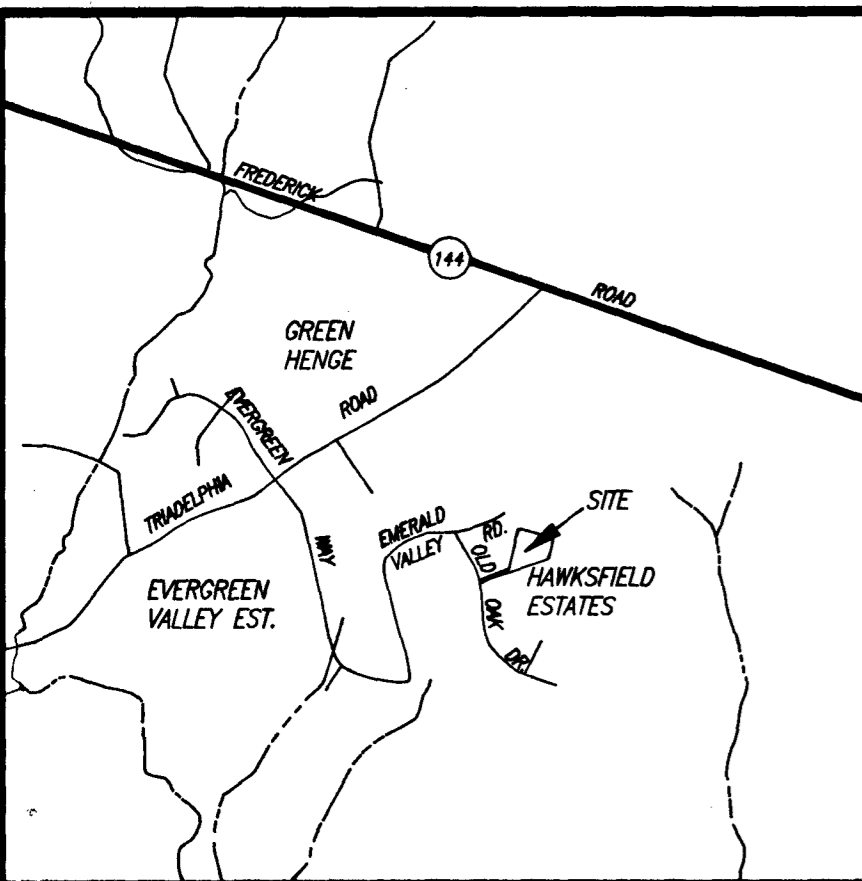 FREDERICK
144
ROAD
GREEN
HENGE
EVERGREEN
ROAD
TRIADELPHIA
WAY
EMERALD
VALLEY
RD.
SITE
OLD
OAK
DR.
HAWKSFIELD
ESTATES
EVERGREEN
VALLEY EST.